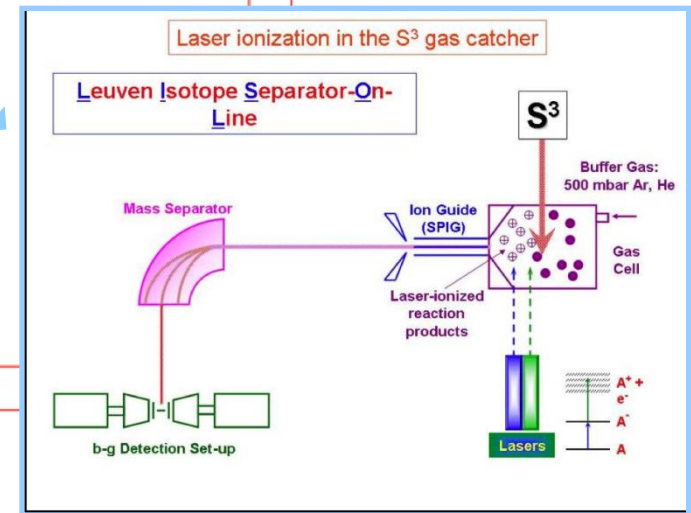 Laser ionization in the S³ gas catcher
Leuven Isotope Separator-On-
Line
S³
Buffer Gas:
500 mbar Ar, He
Mass Separator
Ion Guide
(SPIG)
Gas
Cell
Laser-ionized
reaction
products
A⁺ +
e⁻
A*
A
Lasers
b-g Detection Set-up